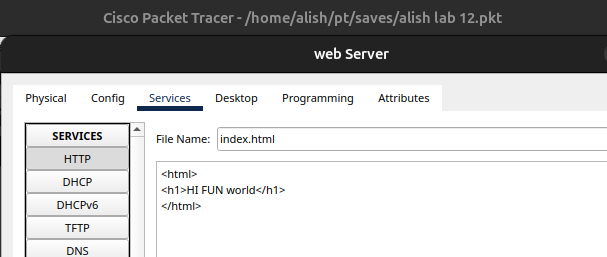 Cisco Packet Tracer - /home/alish/pt/saves/alish lab 12.pkt
web Server
Physical Config Services Desktop Programming Attributes
SERVICES
HTTP
DHCP
DHCPv6
TFTP
DNS
File Name: index.html
<html>
<h1>HI FUN world</h1>
</html>